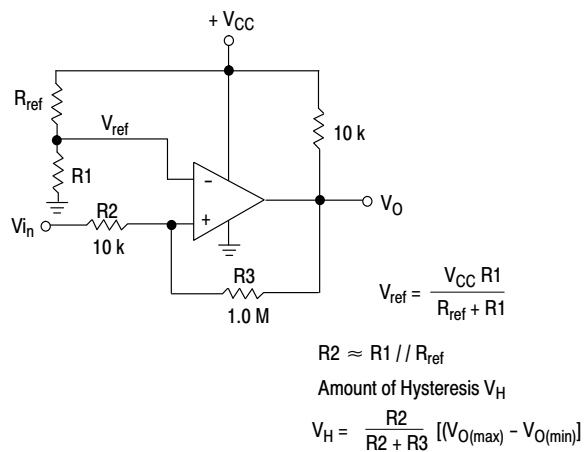 + VCC
Rref
Vref
10 k
R1
–
+
VO
Vin
R2
10 k
R3
1.0 M
Vref = VCC R1 / Rref + R1
R2 ≈ R1 // Rref
Amount of Hysteresis VH
VH = R2 / R2 + R3 [(VO(max) – VO(min)]